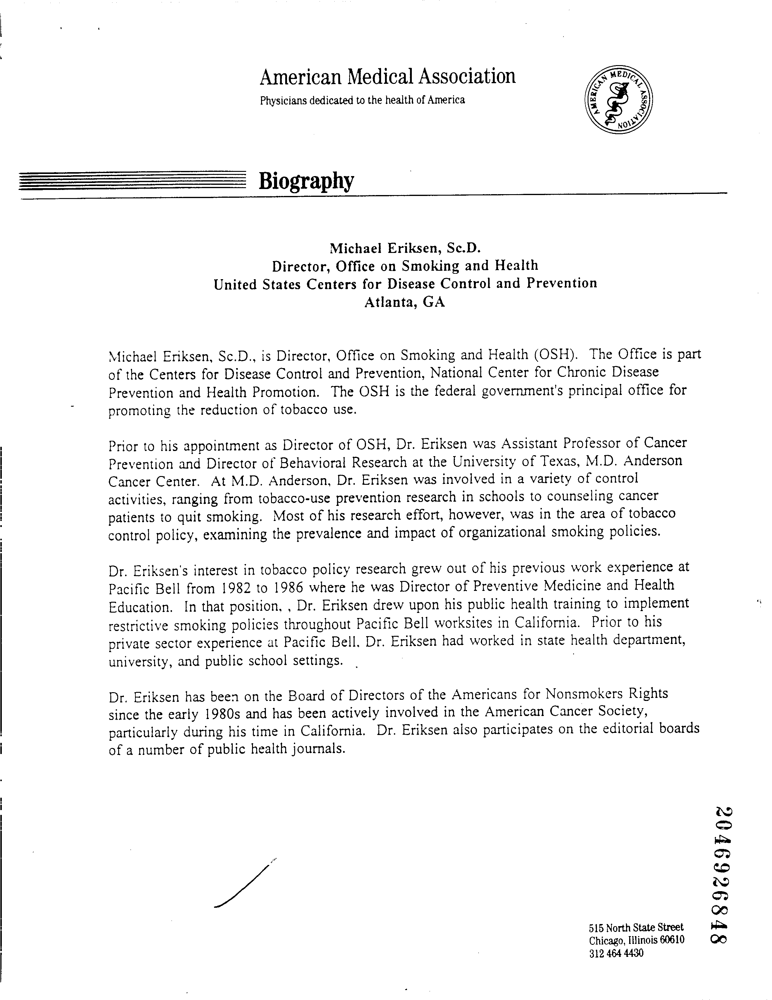 American Medical Association
Physicians dedicated to the health of America
AMERICAN MEDICAL ASSOCIATION
Biography
Michael Eriksen, Sc.D.
Director, Office on Smoking and Health
United States Centers for Disease Control and Prevention
Atlanta, GA
Michael Eriksen, Sc.D., is Director, Office on Smoking and Health (OSH). The Office is part
of the Centers for Disease Control and Prevention, National Center for Chronic Disease
Prevention and Health Promotion. The OSH is the federal government's principal office for
promoting the reduction of tobacco use.
Prior to his appointment as Director of OSH, Dr. Eriksen was Assistant Professor of Cancer
Prevention and Director of Behavioral Research at the University of Texas, M.D. Anderson
Cancer Center. At M.D. Anderson, Dr. Eriksen was involved in a variety of control
activities, ranging from tobacco-use prevention research in schools to counseling cancer
patients to quit smoking. Most of his research effort, however, was in the area of tobacco
control policy, examining the prevalence and impact of organizational smoking policies.
Dr. Eriksen's interest in tobacco policy research grew out of his previous work experience at
Pacific Bell from 1982 to 1986 where he was Director of Preventive Medicine and Health
Education. In that position, , Dr. Eriksen drew upon his public health training to implement
restrictive smoking policies throughout Pacific Bell worksites in California. Prior to his
private sector experience at Pacific Bell, Dr. Eriksen had worked in state health department,
university, and public school settings.
Dr. Eriksen has been on the Board of Directors of the Americans for Nonsmokers Rights
since the early 1980s and has been actively involved in the American Cancer Society,
particularly during his time in California. Dr. Eriksen also participates on the editorial boards
of a number of public health journals.
2046926848
515 North State Street
Chicago, Illinois 60610
312 464 4430